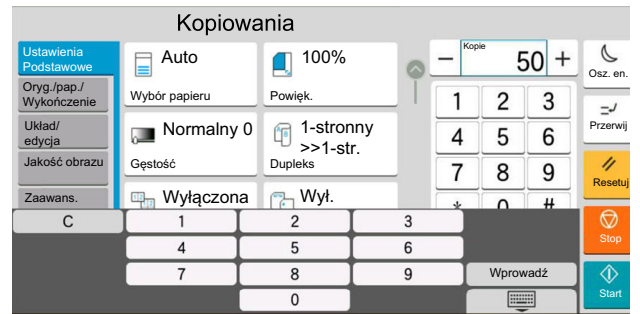 Kopiowania
Ustawienia
Podstawowe
Oryg./pap./
Wykończenie
Układ/
edycja
Jakość obrazu
Zaawans.
Auto
Wybór papieru
100%
Powięk.
Normalny 0
Gęstość
1-stronny
>>1-str.
Dupleks
Wyłączona
Wył.
Kopie
− 50 +
1 2 3
4 5 6
7 8 9
* 0 #
Osz. en.
Przerwij
Resetuj
Stop
Start
C 1 2 3
4 5 6
7 8 9 Wprowadź
0